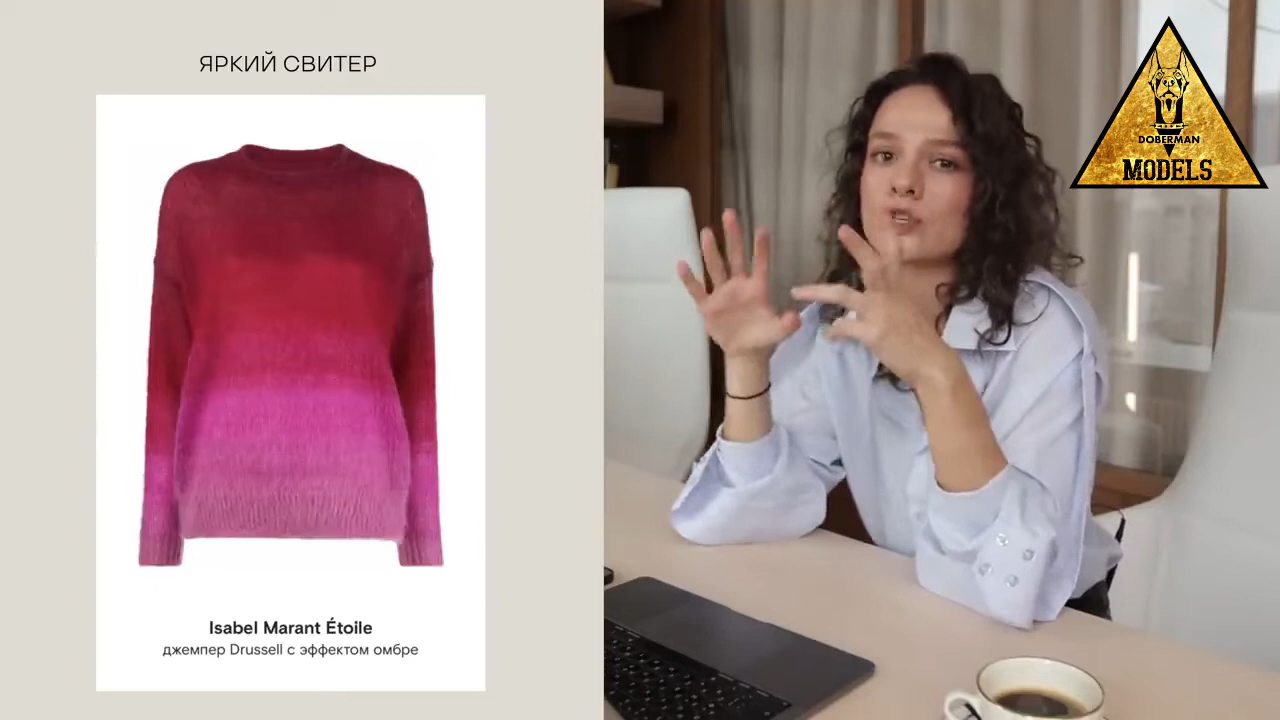 ЯРКИЙ СВИТЕР
Isabel Marant Étoile
джемпер Drussell с эффектом омбре
DOBERMAN
MODELS